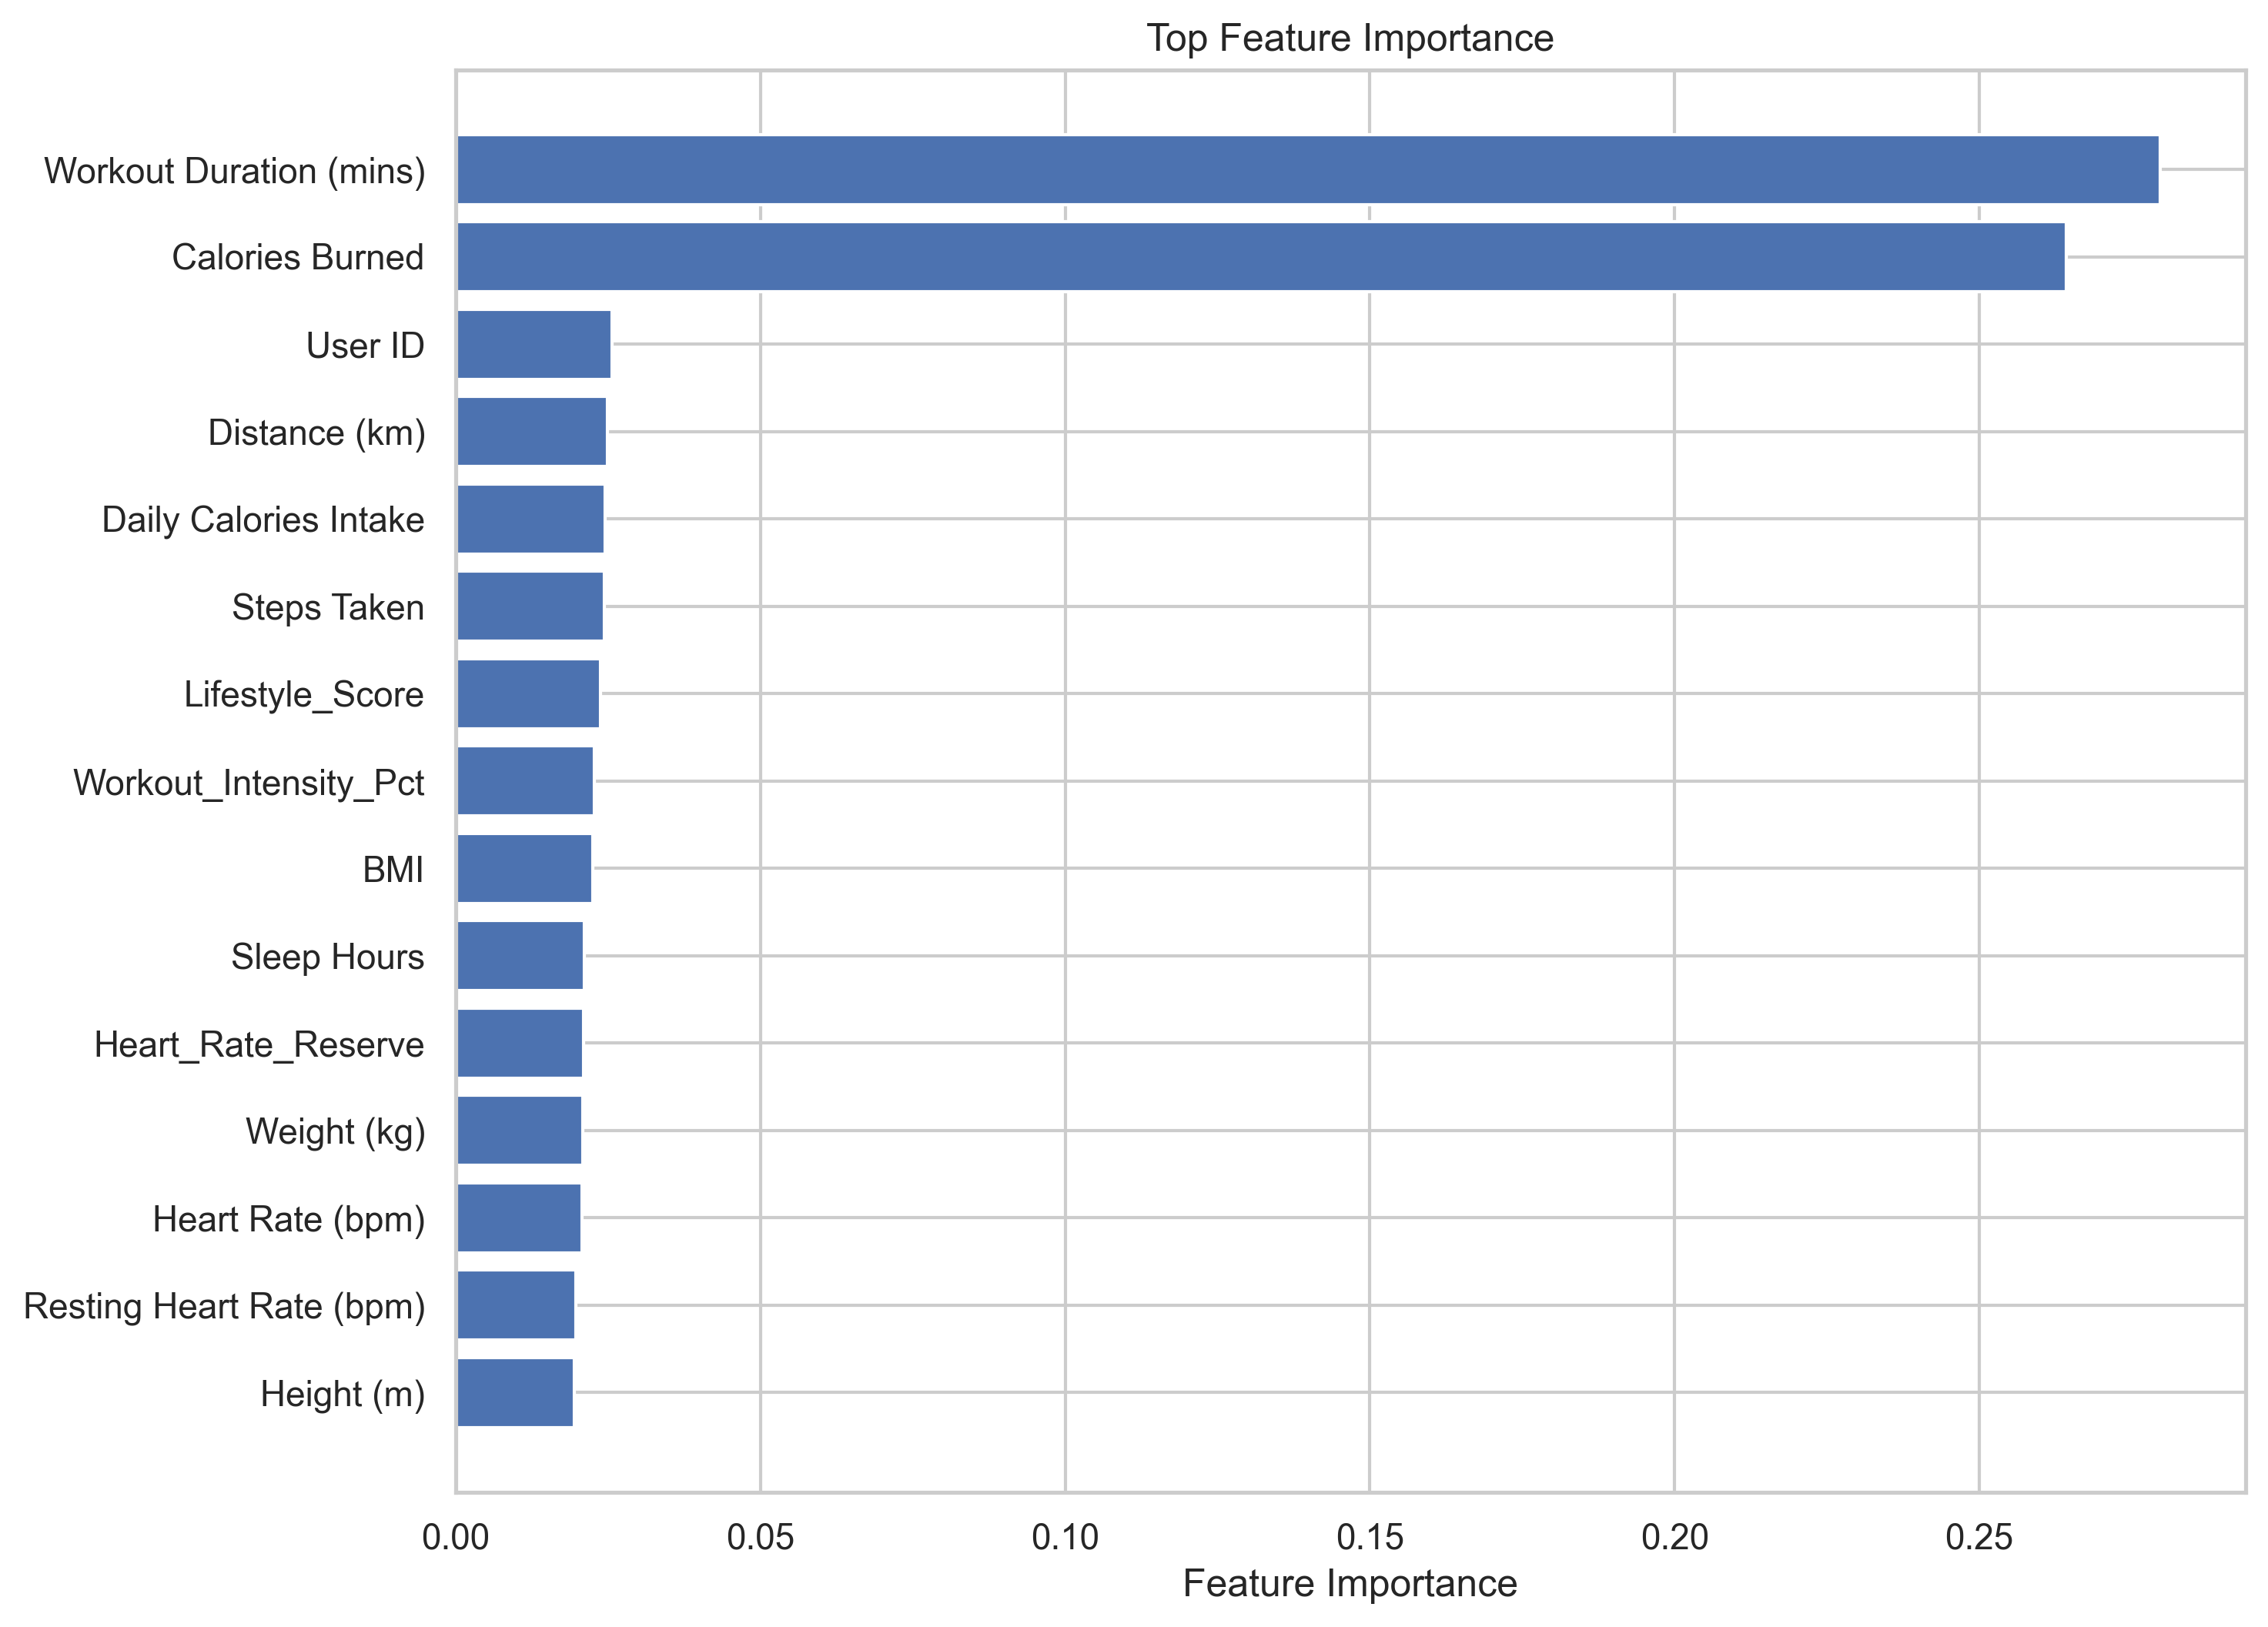 Top Feature Importance
Workout Duration (mins)
Calories Burned
User ID
Distance (km)
Daily Calories Intake
Steps Taken
Lifestyle_Score
Workout_Intensity_Pct
BMI
Sleep Hours
Heart_Rate_Reserve
Weight (kg)
Heart Rate (bpm)
Resting Heart Rate (bpm)
Height (m)
0.00 0.05 0.10 0.15 0.20 0.25
Feature Importance